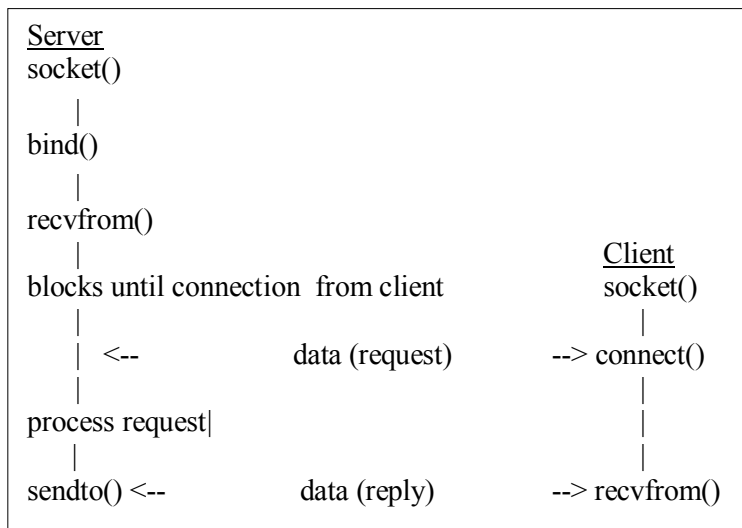 Server
socket()
|
bind()
|
recvfrom()
| Client
blocks until connection from client socket()
| |
| <-- data (request) --> connect()
| |
process request| |
| |
sendto() <-- data (reply) --> recvfrom()